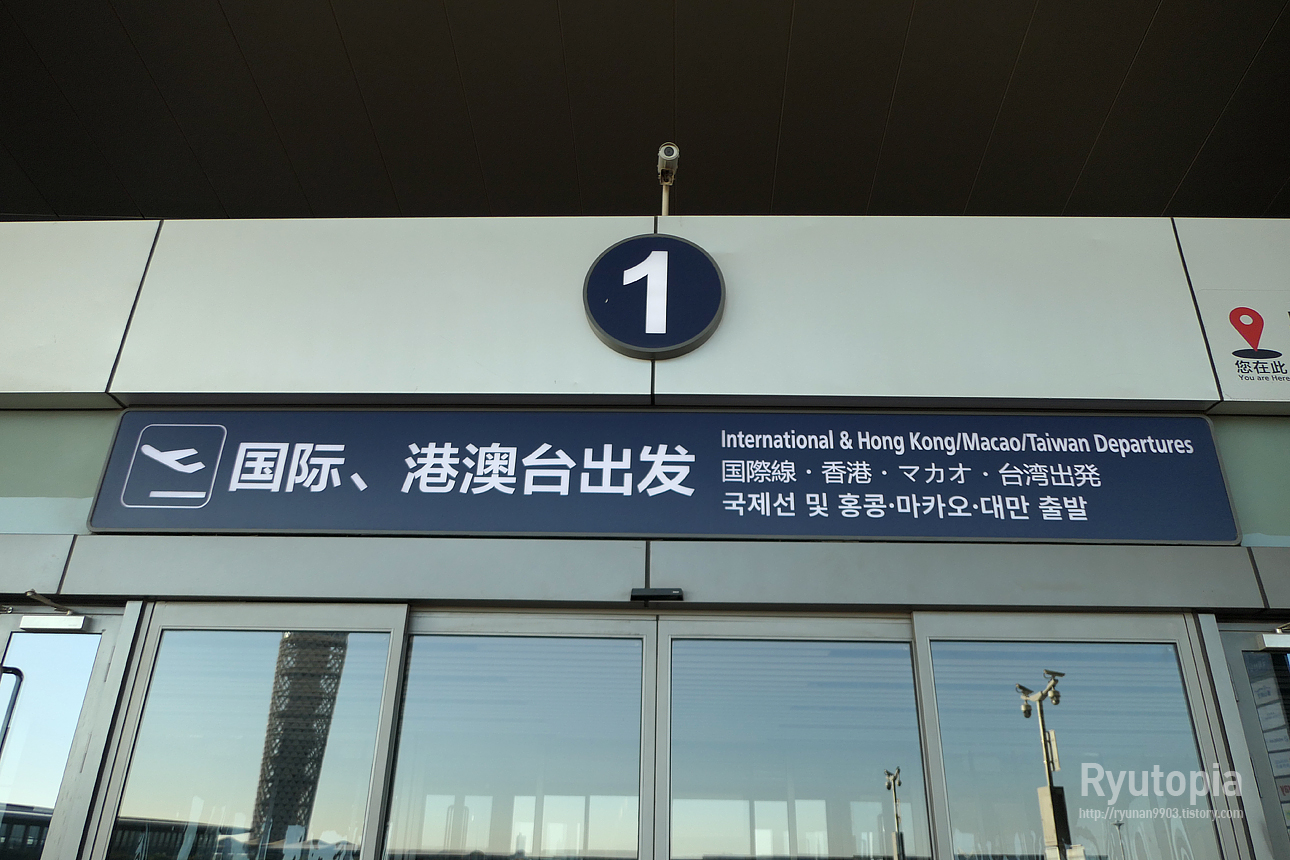 1
您在此
You are Here
国际、港澳台出发
International & Hong Kong/Macao/Taiwan Departures
国際線・香港・マカオ・台湾出発
국제선 및 홍콩·마카오·대만 출발
Ryutopia
http://ryunan9903.tistory.com